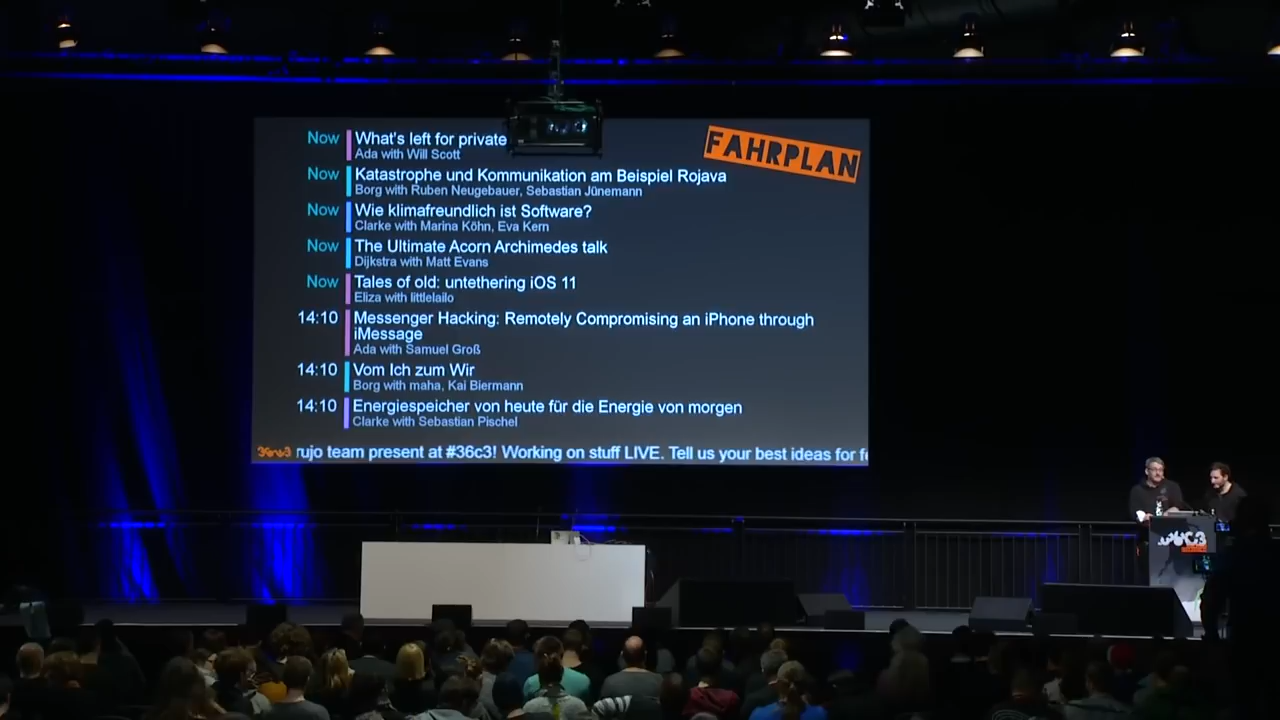 FAHRPLAN
Now What's left for private
Ada with Will Scott
Now Katastrophe und Kommunikation am Beispiel Rojava
Borg with Ruben Neugebauer, Sebastian Jünemann
Now Wie klimafreundlich ist Software?
Clarke with Marina Köhn, Eva Kern
Now The Ultimate Acorn Archimedes talk
Dijkstra with Matt Evans
Now Tales of old: untethering iOS 11
Eliza with littlelailo
14:10 Messenger Hacking: Remotely Compromising an iPhone through
iMessage
Ada with Samuel Groß
14:10 Vom Ich zum Wir
Borg with maha, Kai Biermann
14:10 Energiespeicher von heute für die Energie von morgen
Clarke with Sebastian Pischel
36c3 rujo team present at #36c3! Working on stuff LIVE. Tell us your best ideas for f
36C3